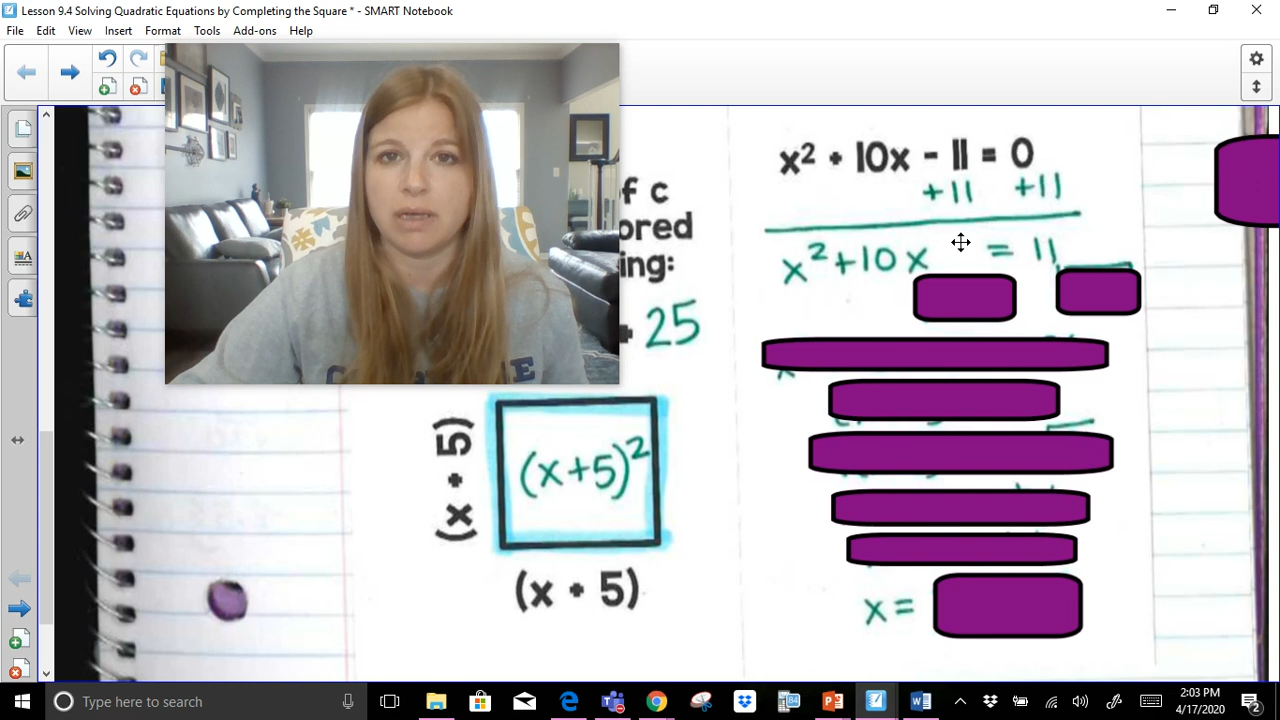 Lesson 9.4 Solving Quadratic Equations by Completing the Square * - SMART Notebook
File Edit View Insert Format Tools Add-ons Help
f c
ored
ing:
25
(x + 5)
(x+5)²
(x + 5)
x² + 10x - 11 = 0
+11 +11
x²+10x = 11
x =
Type here to search
2:03 PM
4/17/2020
2